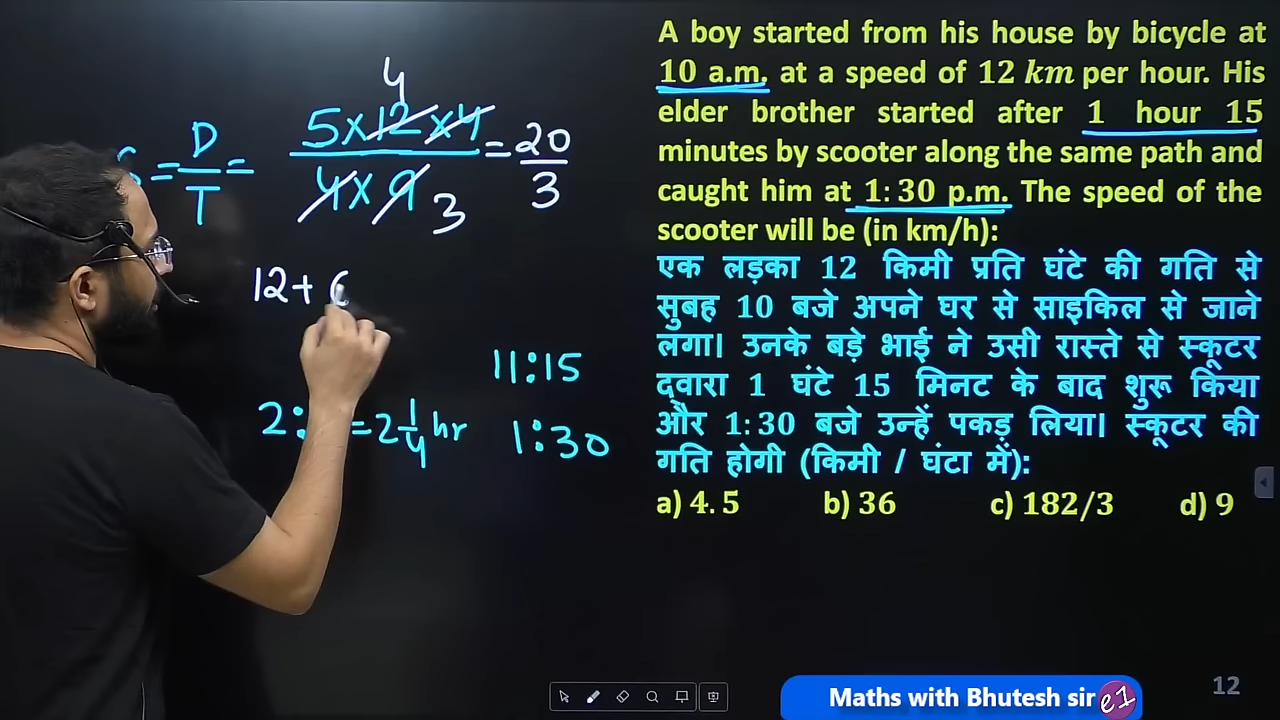 A boy started from his house by bicycle at
10 a.m. at a speed of 12 km per hour. His
elder brother started after 1 hour 15
minutes by scooter along the same path and
caught him at 1:30 p.m. The speed of the
scooter will be (in km/h):
एक लड़का 12 किमी प्रति घंटे की गति से
सुबह 10 बजे अपने घर से साइकिल से जाने
लगा। उनके बड़े भाई ने उसी रास्ते से स्कूटर
द्वारा 1 घंटे 15 मिनट के बाद शुरू किया
और 1:30 बजे उन्हें पकड़ लिया। स्कूटर की
गति होगी (किमी / घंटा में):
a) 4.5 b) 36 c) 182/3 d) 9
4
= D/T = 5x12x4 / 4x9 3 = 20/3
12+
11:15
2: = 2 1/4 hr 1:30
Maths with Bhutesh sir e1
12